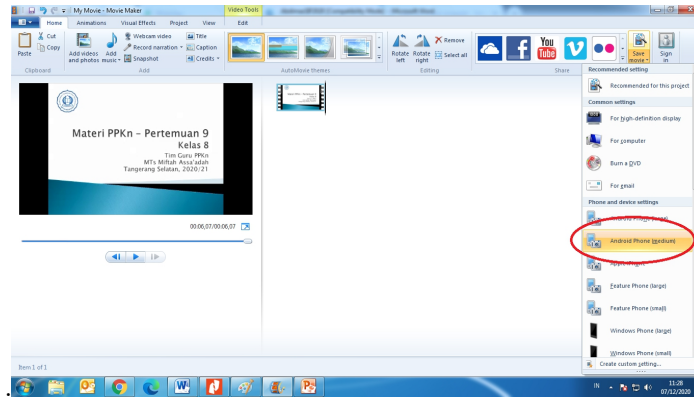 My Movie - Movie Maker
Video Tools
Home
Animations
Visual Effects
Project
View
Edit
Paste
Cut
Copy
Clipboard
Add videos and photos
Add music
Webcam video
Record narration
Snapshot
Title
Caption
Credits
Add
AutoMovie themes
Rotate left
Rotate right
Remove
Select all
Editing
You
Tube
Share
Save movie
Sign in
Recommended setting
Recommended for this project
Common settings
For high-definition display
For computer
Burn a DVD
For email
Phone and device settings
Android Phone (medium)
Feature Phone (large)
Feature Phone (small)
Windows Phone (large)
Windows Phone (small)
Create custom setting...
Materi PPKn – Pertemuan 9
Kelas 8
Tim Guru PPKn
MTs Miftah Assa'adah
Tangerang Selatan, 2020/21
00:06,07/00:06,07
Item 1 of 1
IN
11:28
07/12/2020